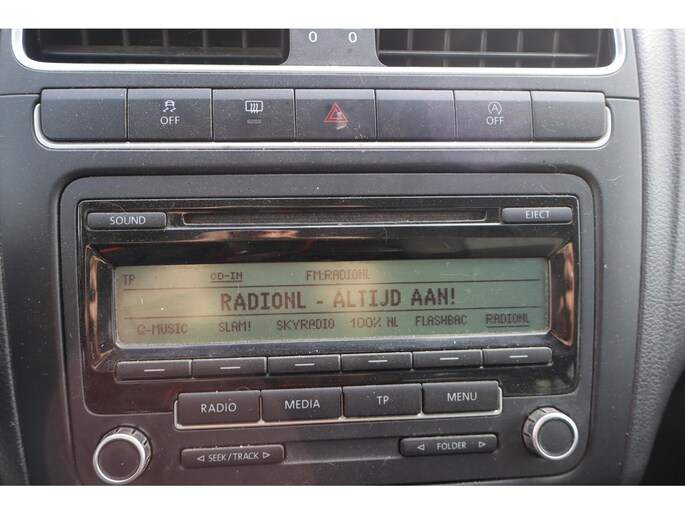 0 0
OFF
A
OFF
SOUND
EJECT
TP CD-IN FM:RADIONL
RADIONL - ALTIJD AAN!
Q-MUSIC SLAM! SKYRADIO 100% NL FLASHBAC RADIONL
RADIO MEDIA TP MENU
◁ SEEK/TRACK ▷
◁ FOLDER ▷